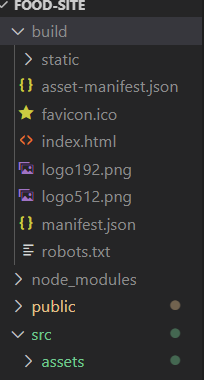 FOOD-SITE
build
static
asset-manifest.json
favicon.ico
index.html
logo192.png
logo512.png
manifest.json
robots.txt
node_modules
public
src
assets